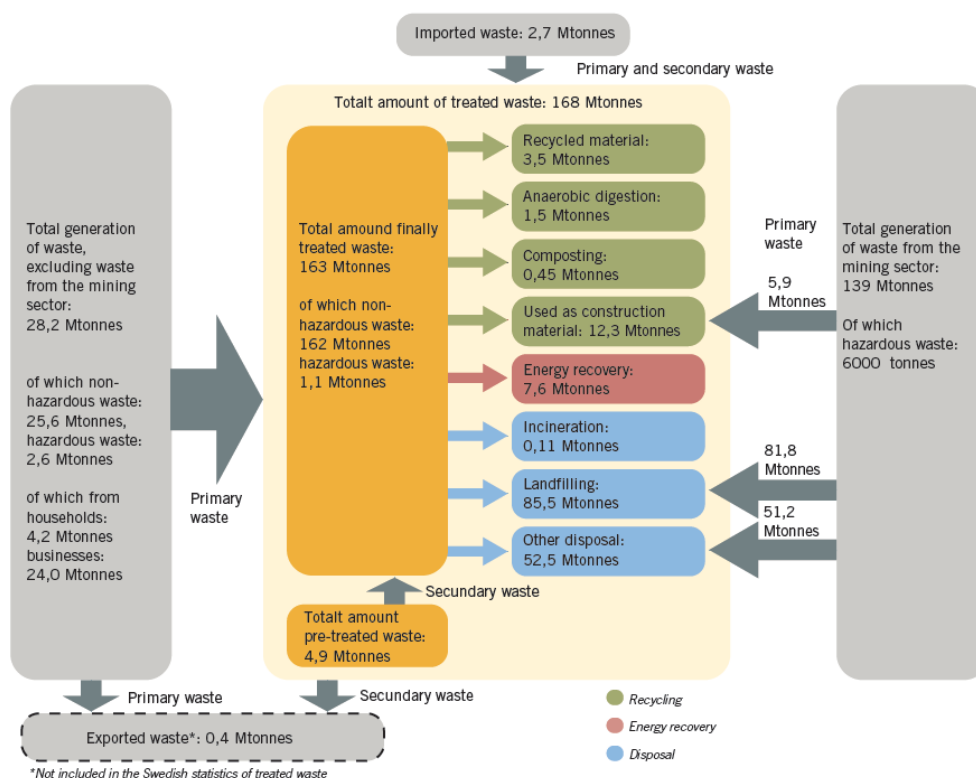 Imported waste: 2,7 Mtonnes
Primary and secondary waste
Total generation
of waste,
excluding waste
from the mining
sector:
28,2 Mtonnes
of which non-
hazardous waste:
25,6 Mtonnes,
hazardous waste:
2,6 Mtonnes
of which from
households:
4,2 Mtonnes
businesses:
24,0 Mtonnes
Primary
waste
Totalt amount of treated waste: 168 Mtonnes
Total amound finally
treated waste:
163 Mtonnes
of which non-
hazardous waste:
162 Mtonnes
hazardous waste:
1,1 Mtonnes
Recycled material:
3,5 Mtonnes
Anaerobic digestion:
1,5 Mtonnes
Composting:
0,45 Mtonnes
Used as construction
material: 12,3 Mtonnes
Energy recovery:
7,6 Mtonnes
Incineration:
0,11 Mtonnes
Landfilling:
85,5 Mtonnes
Other disposal:
52,5 Mtonnes
Secundary waste
Totalt amount
pre-treated waste:
4,9 Mtonnes
Primary
waste
5,9
Mtonnes
81,8
Mtonnes
51,2
Mtonnes
Total generation
of waste from the
mining sector:
139 Mtonnes
Of which
hazardous waste:
6000 tonnes
Primary waste
Secundary waste
Exported waste*: 0,4 Mtonnes
*Not included in the Swedish statistics of treated waste
Recycling
Energy recovery
Disposal